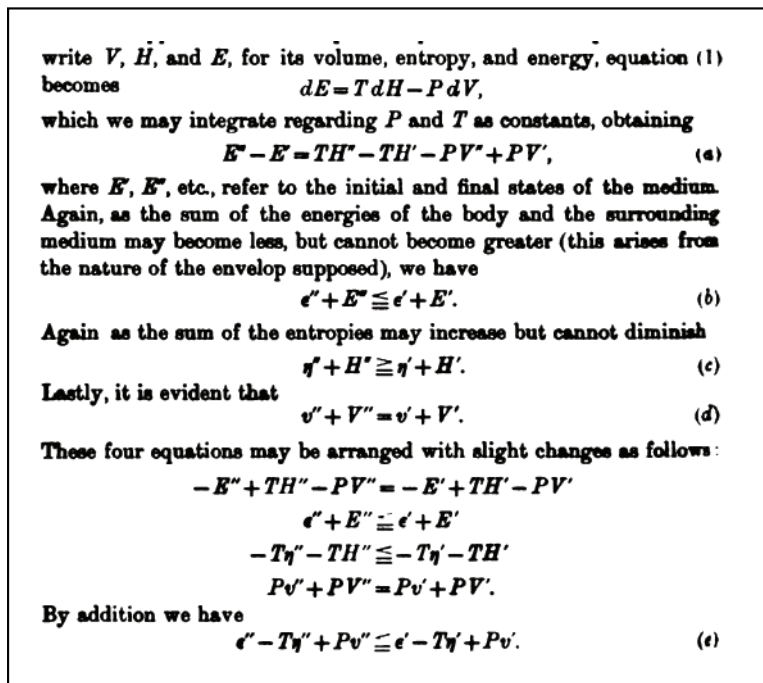 write V, H, and E, for its volume, entropy, and energy, equation (1)
becomes dE = T dH − P dV,
which we may integrate regarding P and T as constants, obtaining
E″ − E′ = TH″ − TH′ − PV″ + PV′, (a)
where E′, E″, etc., refer to the initial and final states of the medium.
Again, as the sum of the energies of the body and the surrounding
medium may become less, but cannot become greater (this arises from
the nature of the envelop supposed), we have
ϵ″ + E″ ≦ ϵ′ + E′. (b)
Again as the sum of the entropies may increase but cannot diminish
η″ + H″ ≧ η′ + H′. (c)
Lastly, it is evident that
v″ + V″ = v′ + V′. (d)
These four equations may be arranged with slight changes as follows:
−E″ + TH″ − PV″ = −E′ + TH′ − PV′
ϵ″ + E″ ≦ ϵ′ + E′
−Tη″ − TH″ ≦ −Tη′ − TH′
Pv″ + PV″ = Pv′ + PV′.
By addition we have
ϵ″ − Tη″ + Pv″ ≦ ϵ′ − Tη′ + Pv′. (e)